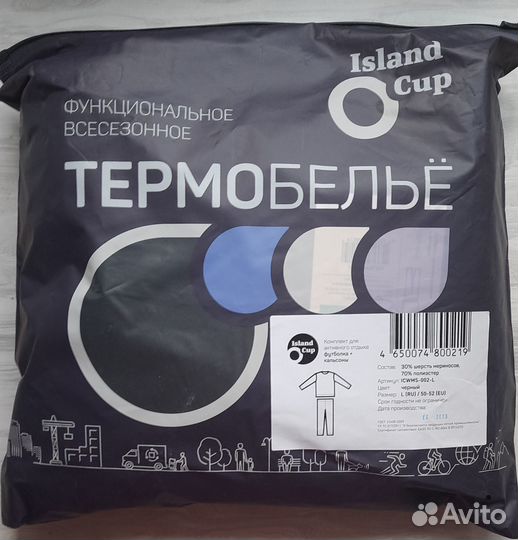 Island
Cup
ФУНКЦИОНАЛЬНОЕ
ВСЕСЕЗОННОЕ
ТЕРМОБЕЛЬЁ
Island
Cup
Комплект для
активного отдыха
футболка +
кальсоны
4 650074 800219
Состав: 30% шерсть мериносов,
70% полиэстер
Артикул: ICWMS-002-L
Цвет: черный
Размер: L (RU) / 50-52 (EU)
Срок годности не ограничен
Дата производства:
Avito